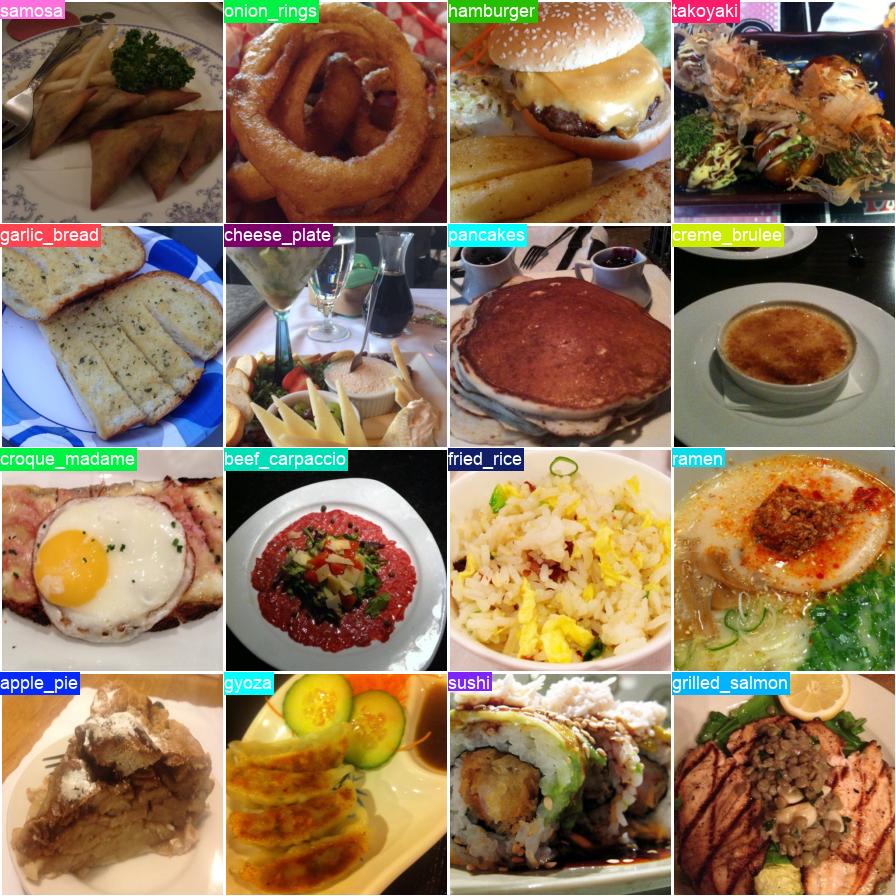 samosa
onion_rings
hamburger
takoyaki
garlic_bread
cheese_plate
pancakes
creme_brulee
croque_madame
beef_carpaccio
fried_rice
ramen
apple_pie
gyoza
sushi
grilled_salmon